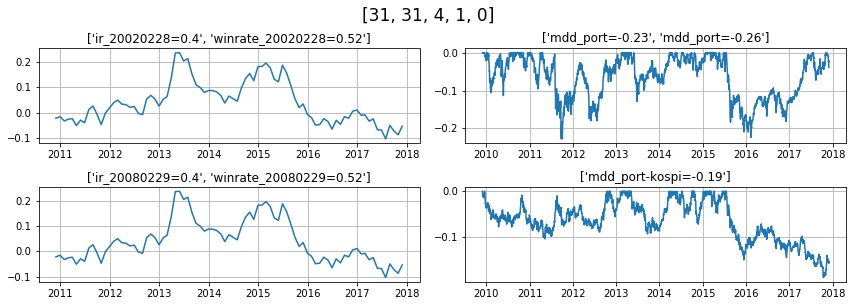 [31, 31, 4, 1, 0]
['ir_20020228=0.4', 'winrate_20020228=0.52']
0.2
0.1
0.0
−0.1
2011 2012 2013 2014 2015 2016 2017 2018
['mdd_port=-0.23', 'mdd_port=-0.26']
0.0
−0.1
−0.2
2010 2011 2012 2013 2014 2015 2016 2017 2018
['ir_20080229=0.4', 'winrate_20080229=0.52']
0.2
0.1
0.0
−0.1
2011 2012 2013 2014 2015 2016 2017 2018
['mdd_port-kospi=-0.19']
0.0
−0.1
2010 2011 2012 2013 2014 2015 2016 2017 2018